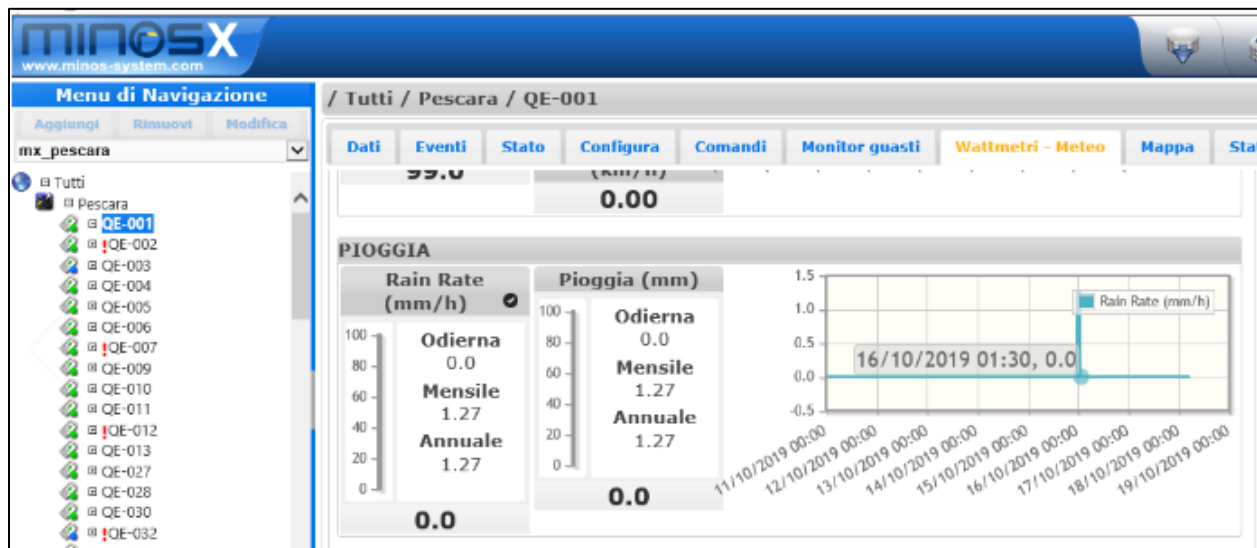 minosX
www.minos-system.com
Menu di Navigazione
Aggiungi Rimuovi Modifica
mx_pescara
Tutti
Pescara
QE-001
!QE-002
QE-003
QE-004
QE-005
QE-006
!QE-007
QE-009
QE-010
QE-011
!QE-012
QE-013
QE-027
QE-028
QE-030
!QE-032
/ Tutti / Pescara / QE-001
Dati Eventi Stato Configura Comandi Monitor guasti Wattmetri - Meteo Mappa
99.0
(km/h)
0.00
PIOGGIA
Rain Rate
(mm/h)
100
80
60
40
20
0
Odierna
0.0
Mensile
1.27
Annuale
1.27
0.0
Pioggia (mm)
100
80
60
40
20
0
Odierna
0.0
Mensile
1.27
Annuale
1.27
0.0
1.5
1.0
0.5
0.0
-0.5
Rain Rate (mm/h)
16/10/2019 01:30, 0.0
11/10/2019 00:00
12/10/2019 00:00
13/10/2019 00:00
14/10/2019 00:00
15/10/2019 00:00
16/10/2019 00:00
17/10/2019 00:00
18/10/2019 00:00
19/10/2019 00:00